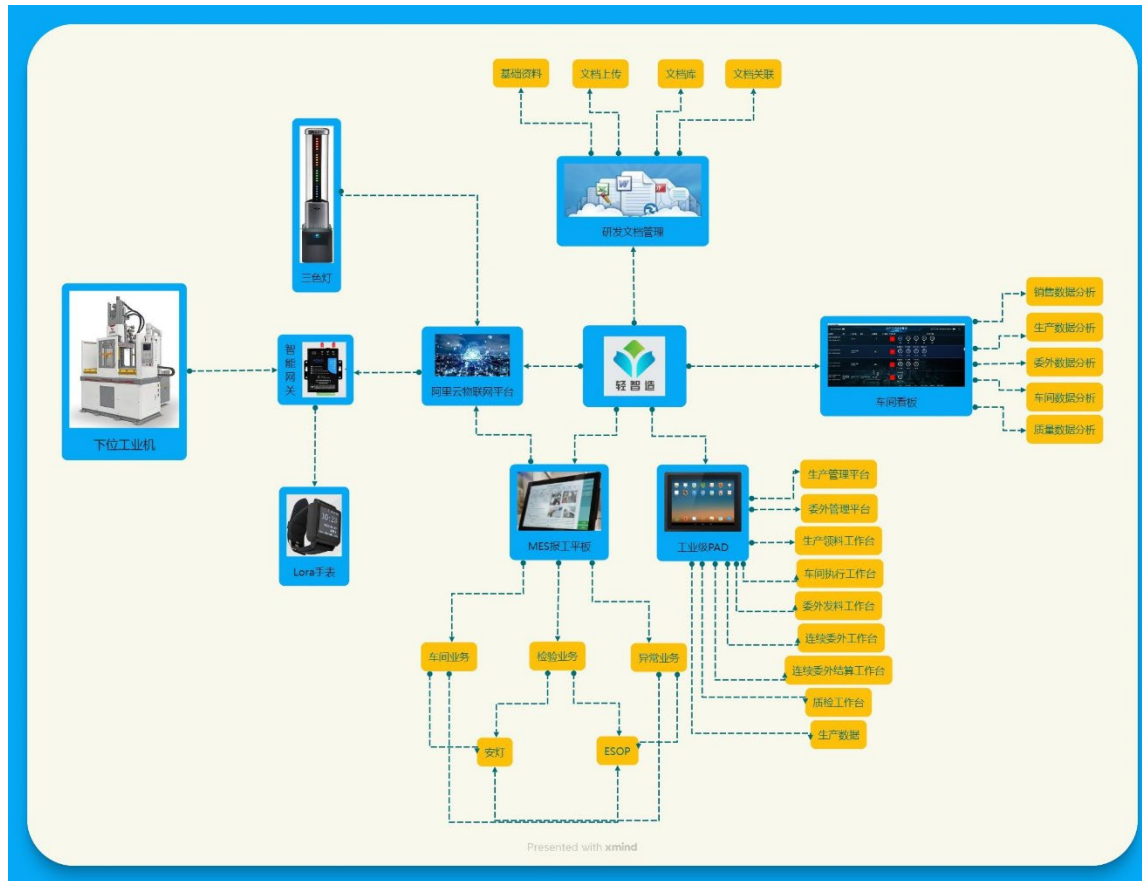 基础资料
文档上传
文档库
文档关联
研发文档管理
三色灯
下位工业机
智能网关
阿里云物联网平台
轻智造
车间看板
销售数据分析
生产数据分析
委外数据分析
车间数据分析
质量数据分析
Lora手表
MES报工平板
工业级PAD
生产管理平台
委外管理平台
生产领料工作台
车间执行工作台
委外发料工作台
连续委外工作台
连续委外结算工作台
质检工作台
生产数据
车间业务
检验业务
异常业务
安灯
ESOP
Presented with xmind